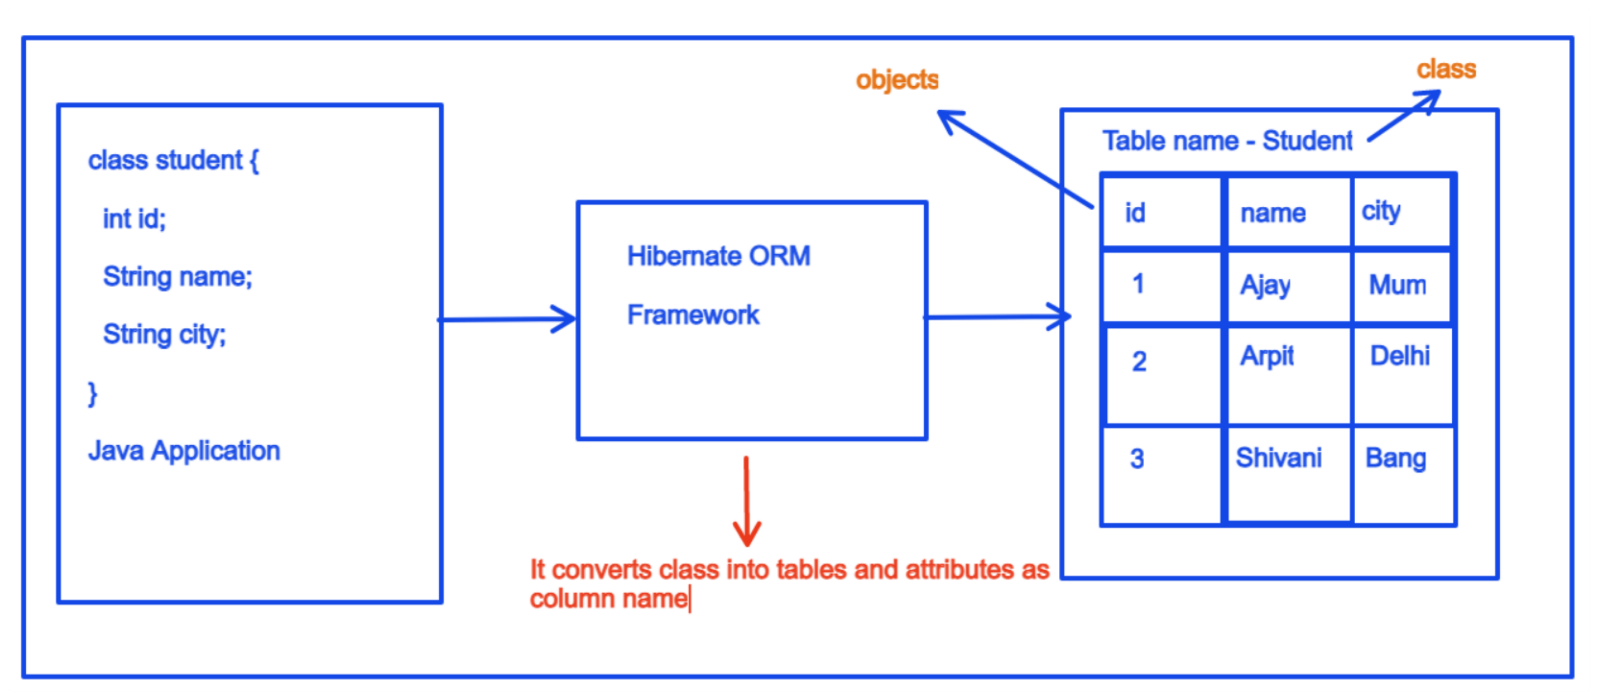 class student {
int id;
String name;
String city;
}
Java Application
Hibernate ORM
Framework
It converts class into tables and attributes as
column name
objects
class
Table name - Student
id name city
1 Ajay Mum
2 Arpit Delhi
3 Shivani Bang